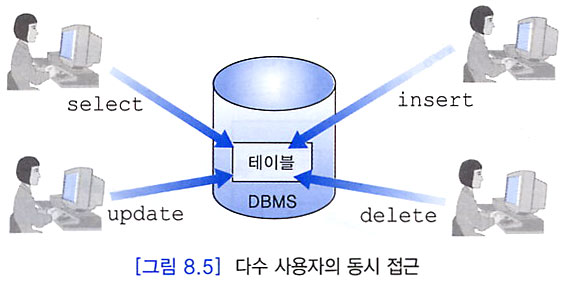 select
insert
테이블
update
DBMS
delete
[그림 8.5] 다수 사용자의 동시 접근